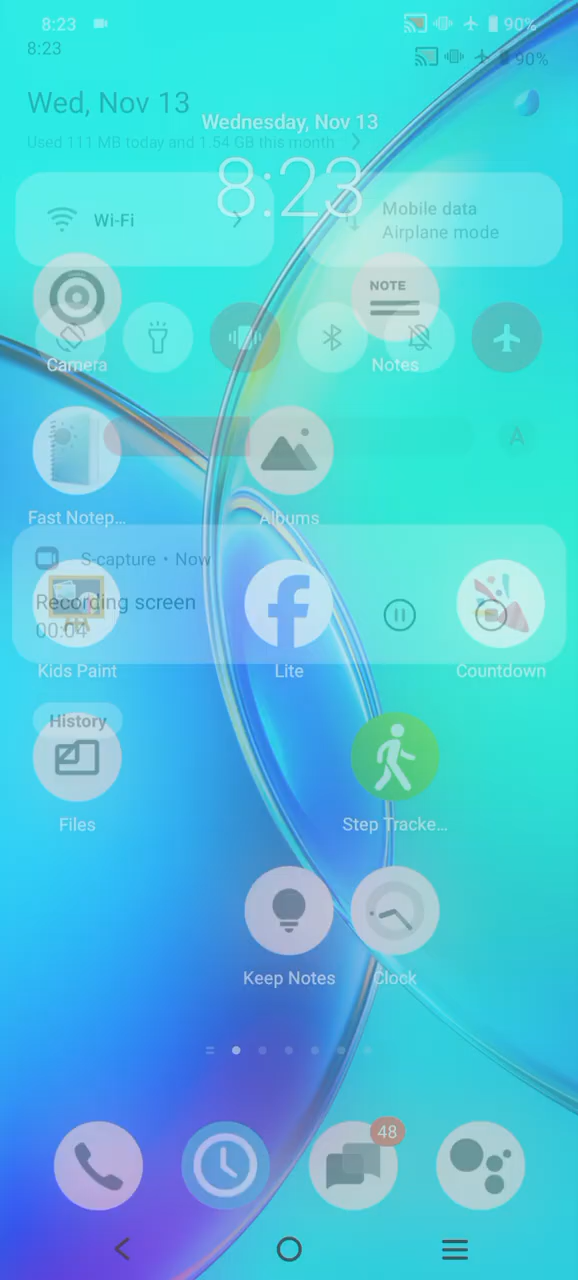 8:23
90%
8:23
90%
Wed, Nov 13
Wednesday, Nov 13
Used 111 MB today and 1.54 GB this month
8:23
Wi-Fi
Mobile data
Airplane mode
NOTE
Camera
Notes
A
Fast Notep...
Albums
S-capture • Now
Recording screen
00:04
Kids Paint
Lite
Countdown
History
Files
Step Tracke...
Keep Notes
Clock
48